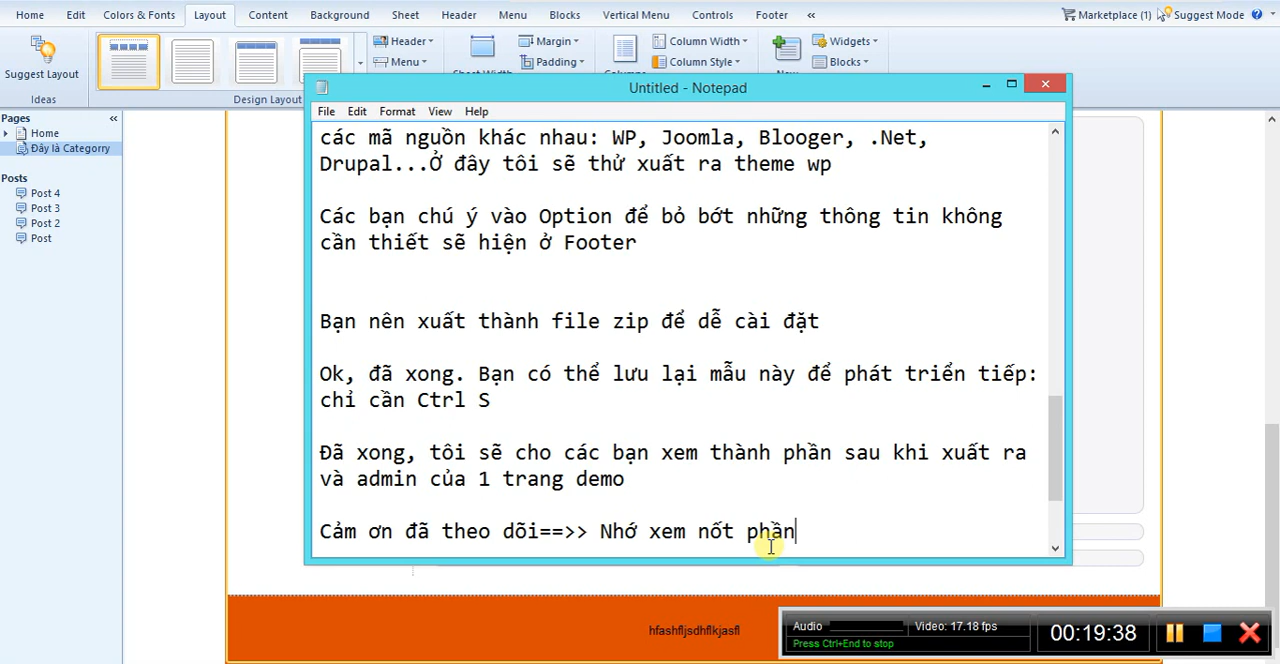 Home Edit Colors & Fonts Layout Content Background Sheet Header Menu Blocks Vertical Menu Controls Footer « Marketplace (1) Suggest Mode
Suggest Layout
Ideas
Design Layout
Header
Menu
Margin
Padding
Column Width
Column Style
Widgets
Blocks
Pages «
Home
Đây là Categorry
Posts
Post 4
Post 3
Post 2
Post
Untitled - Notepad
File Edit Format View Help
các mã nguồn khác nhau: WP, Joomla, Blooger, .Net,
Drupal...Ở đây tôi sẽ thử xuất ra theme wp
Các bạn chú ý vào Option để bỏ bớt những thông tin không
cần thiết sẽ hiện ở Footer
Bạn nên xuất thành file zip để dễ cài đặt
Ok, đã xong. Bạn có thể lưu lại mẫu này để phát triển tiếp:
chỉ cần Ctrl S
Đã xong, tôi sẽ cho các bạn xem thành phần sau khi xuất ra
và admin của 1 trang demo
Cảm ơn đã theo dõi==>> Nhớ xem nốt phần
hfashfljsdhflkjasfl
Audio
Video: 17.18 fps
Press Ctrl+End to stop
00:19:38